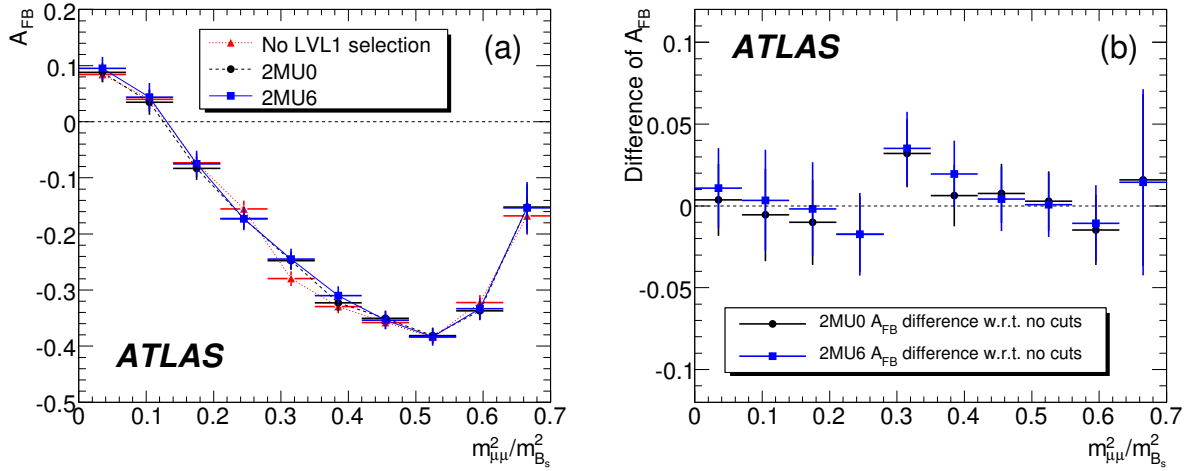 A_FB
0.2
0.1
0
-0.1
-0.2
-0.3
-0.4
-0.5
(a)
No LVL1 selection
2MU0
2MU6
ATLAS
0 0.1 0.2 0.3 0.4 0.5 0.6 0.7
m²_μμ/m²_Bs
Difference of A_FB
0.1
0.05
0
-0.05
-0.1
ATLAS
(b)
2MU0 A_FB difference w.r.t. no cuts
2MU6 A_FB difference w.r.t. no cuts
0 0.1 0.2 0.3 0.4 0.5 0.6 0.7
m²_μμ/m²_Bs